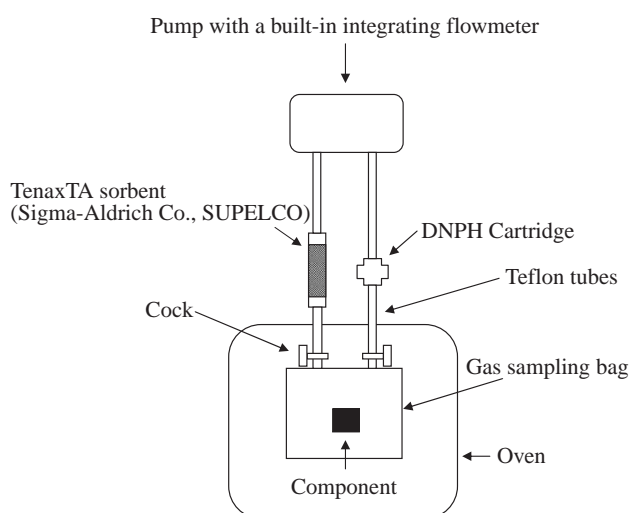 Pump with a built-in integrating flowmeter
TenaxTA sorbent
(Sigma-Aldrich Co., SUPELCO)
DNPH Cartridge
Teflon tubes
Cock
Gas sampling bag
Oven
Component